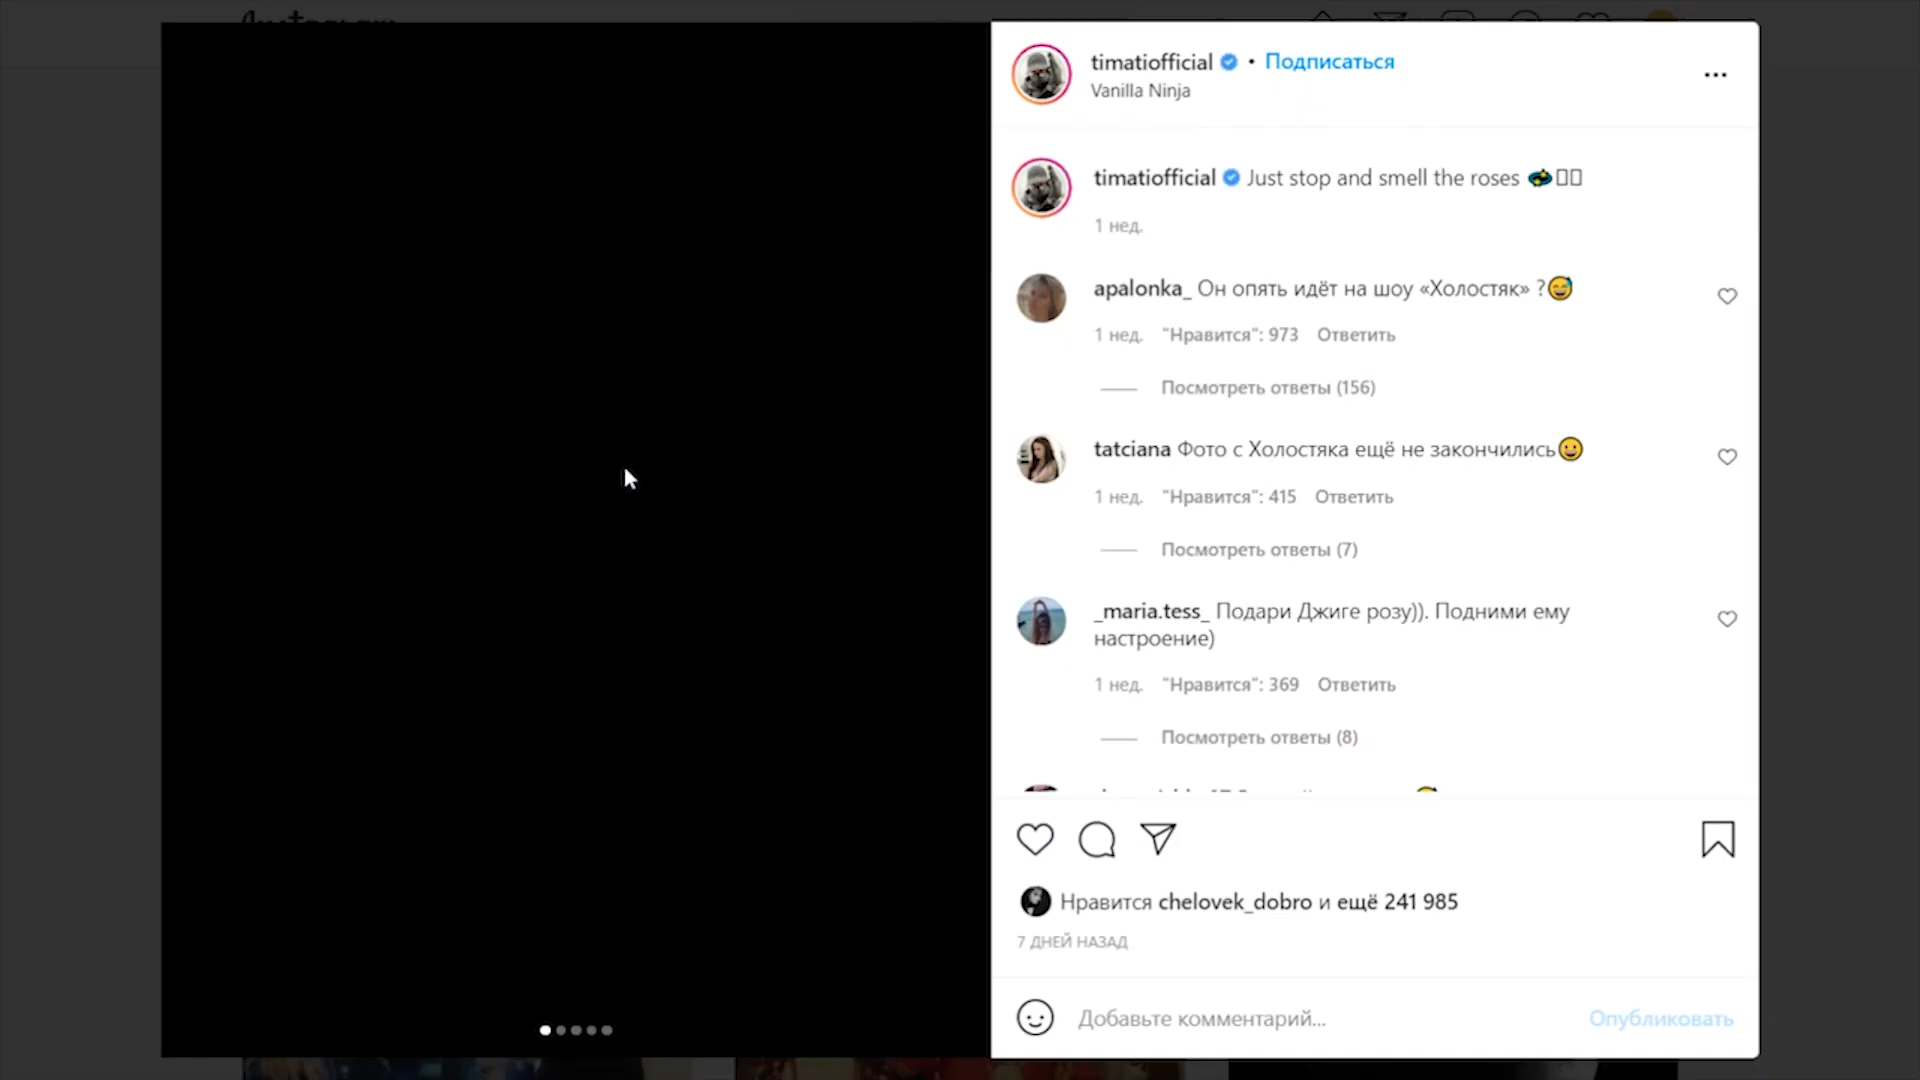 Instagram
timatiofficial • Подписаться
Vanilla Ninja
timatiofficial Just stop and smell the roses
1 нед.
apalonka_ Он опять идёт на шоу «Холостяк» ?😅
1 нед. "Нравится": 973 Ответить
Посмотреть ответы (156)
tatciana Фото с Холостяка ещё не закончились😀
1 нед. "Нравится": 415 Ответить
Посмотреть ответы (7)
_maria.tess_ Подари Джиге розу)). Подними ему
настроение)
1 нед. "Нравится": 369 Ответить
Посмотреть ответы (8)
Нравится chelovek_dobro и ещё 241 985
7 ДНЕЙ НАЗАД
Добавьте комментарий... Опубликовать